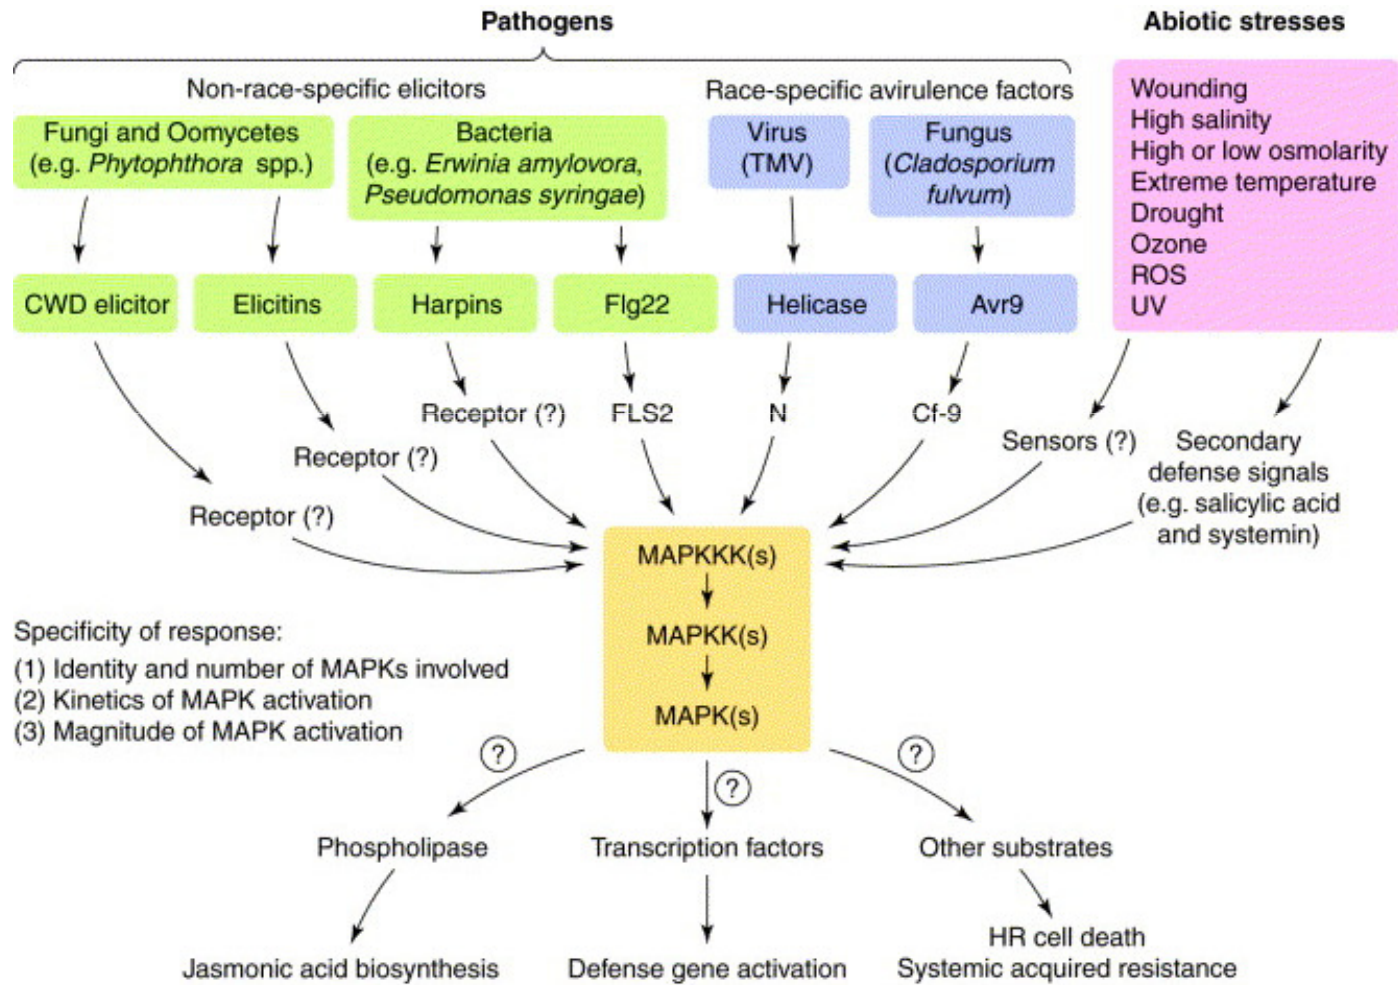 Pathogens
Abiotic stresses
Non-race-specific elicitors
Race-specific avirulence factors
Fungi and Oomycetes
(e.g. Phytophthora spp.)
Bacteria
(e.g. Erwinia amylovora,
Pseudomonas syringae)
Virus
(TMV)
Fungus
(Cladosporium
fulvum)
Wounding
High salinity
High or low osmolarity
Extreme temperature
Drought
Ozone
ROS
UV
CWD elicitor
Elicitins
Harpins
Flg22
Helicase
Avr9
Receptor (?)
FLS2
N
Cf-9
Receptor (?)
Sensors (?)
Secondary
defense signals
(e.g. salicylic acid
and systemin)
Receptor (?)
MAPKKK(s)
MAPKK(s)
MAPK(s)
Specificity of response:
(1) Identity and number of MAPKs involved
(2) Kinetics of MAPK activation
(3) Magnitude of MAPK activation
?
?
?
Phospholipase
Transcription factors
Other substrates
Jasmonic acid biosynthesis
Defense gene activation
HR cell death
Systemic acquired resistance